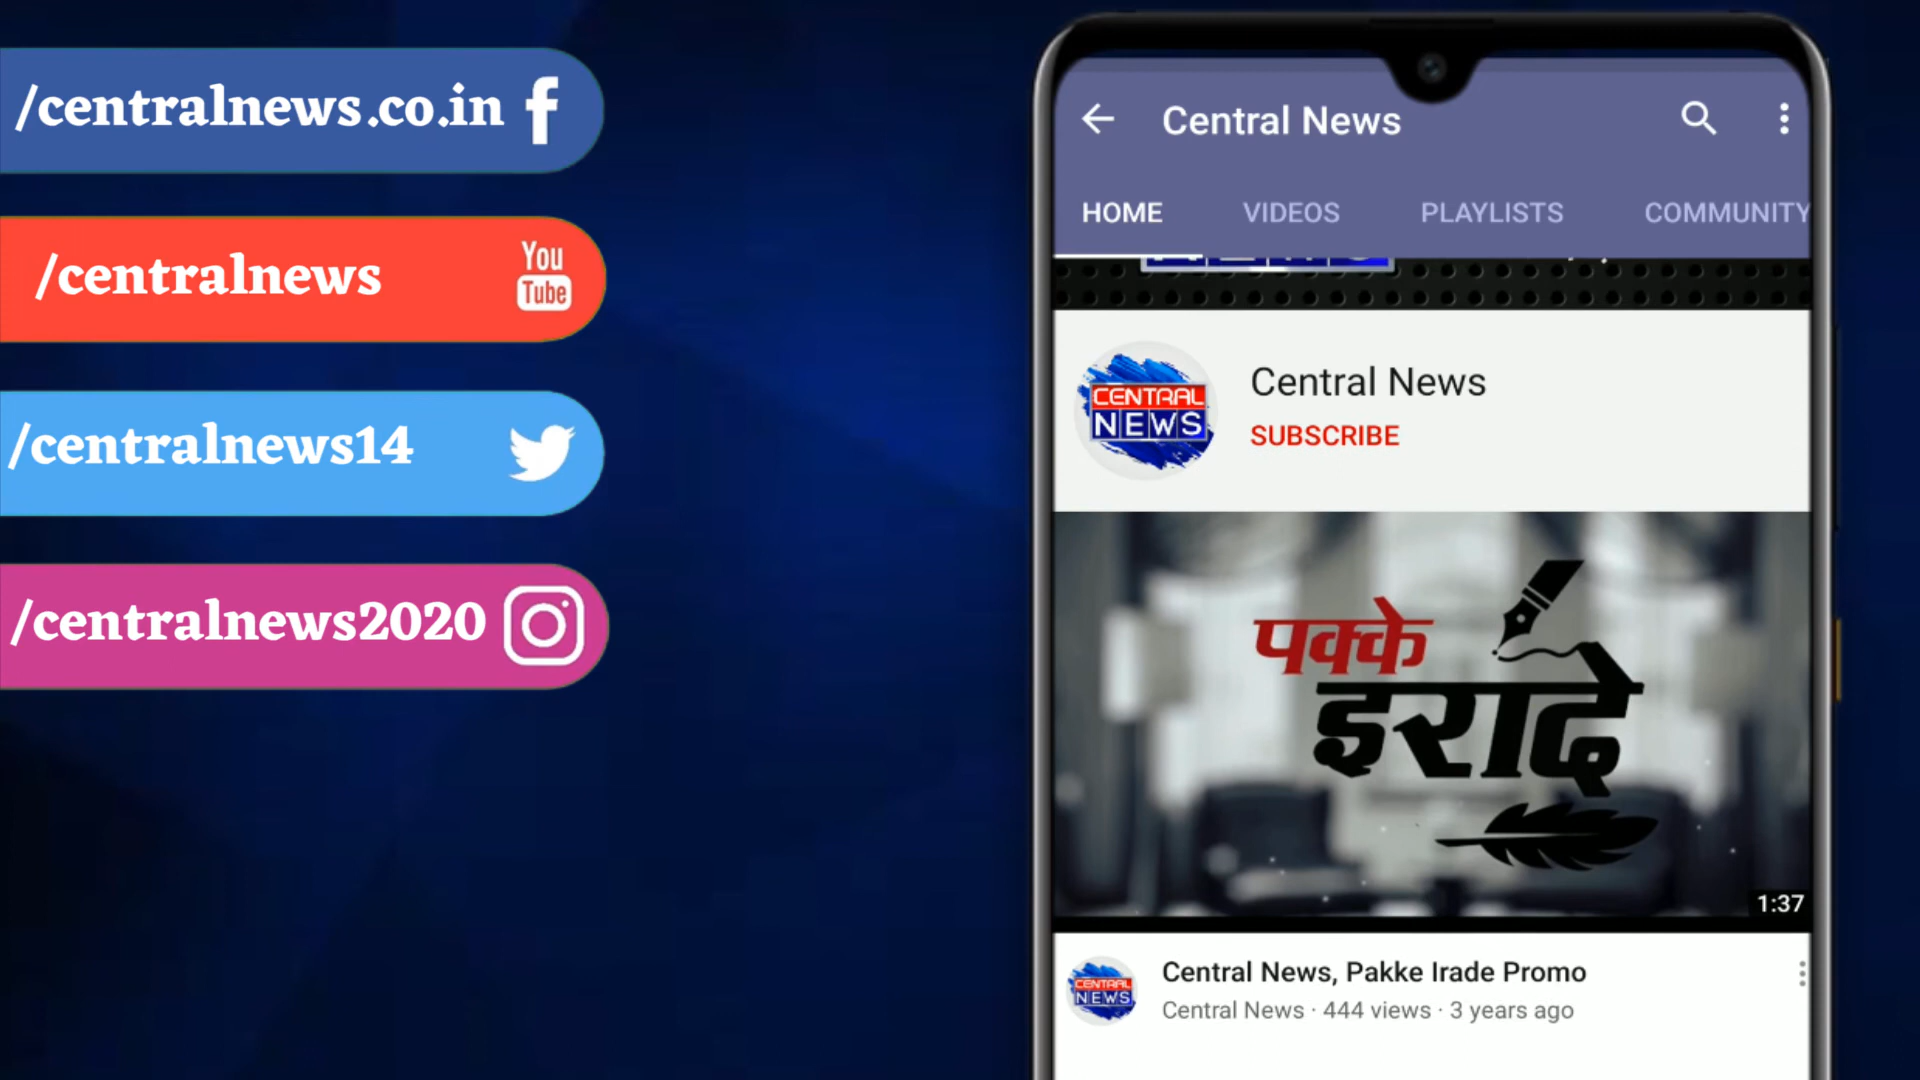 /centralnews.co.in
/centralnews
You
Tube
/centralnews14
/centralnews2020
Central News
HOME VIDEOS PLAYLISTS COMMUNITY
CENTRAL
NEWS
Central News
SUBSCRIBE
पक्के
इरादे
1:37
CENTRAL
NEWS
Central News, Pakke Irade Promo
Central News · 444 views · 3 years ago